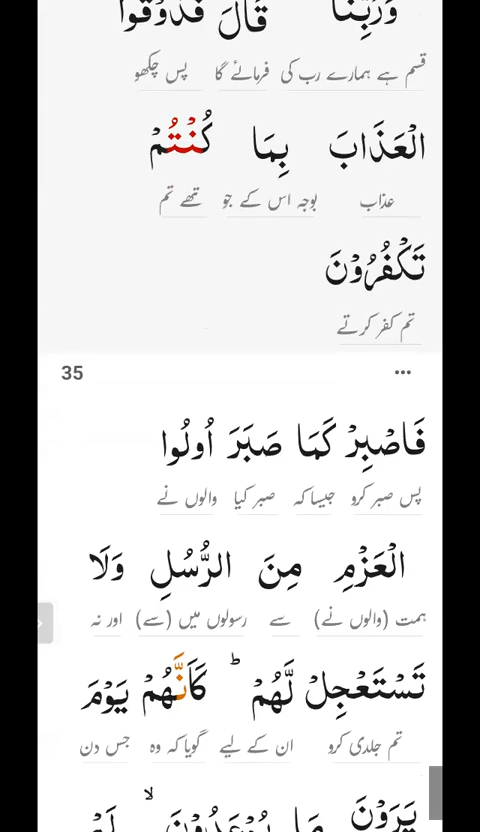 وَرَبِّنَا قَالَ فَذُوْقُوا
قسم ہے ہمارے رب کی فرمائے گا پس چکھو
الْعَذَابَ بِمَا كُنْتُمْ
عذاب بوجہ اس کے جو تھے تم
تَكْفُرُوْنَ
تم کفر کرتے
35
فَاصْبِرْ كَمَا صَبَرَ اُولُوا
پس صبر کرو جیسا کہ صبر کیا والوں نے
الْعَزْمِ مِنَ الرُّسُلِ وَلَا
ہمت (والوں نے) سے رسولوں میں (سے) اور نہ
تَسْتَعْجِلْ لَّهُمْ ؕ كَاَنَّهُمْ يَوْمَ
تم جلدی کرو ان کے لیے گویا کہ وہ جس دن
يَرَوْنَ مَا يُوْعَدُوْنَ ۙ لَمْ